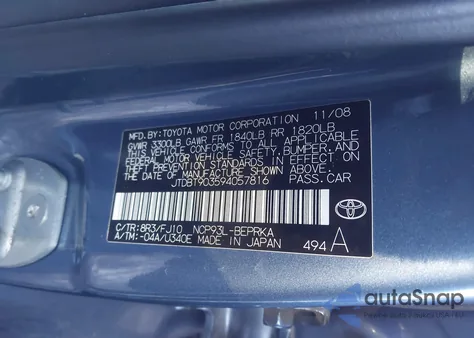 MFD. BY: TOYOTA MOTOR CORPORATION 11/08
GVWR 3300LB GAWR FR 1840LB RR 1820LB
THIS VEHICLE CONFORMS TO ALL APPLICABLE
FEDERAL MOTOR VEHICLE SAFETY, BUMPER, AND
THEFT PREVENTION STANDARDS IN EFFECT ON
THE DATE OF MANUFACTURE SHOWN ABOVE.
JTDBT903594057816
C/TR: 8R3/FJ10 NCP93L-BEPRKA
A/TM: -04A/U340E MADE IN JAPAN 494 A
TOYOTA
autoSnap